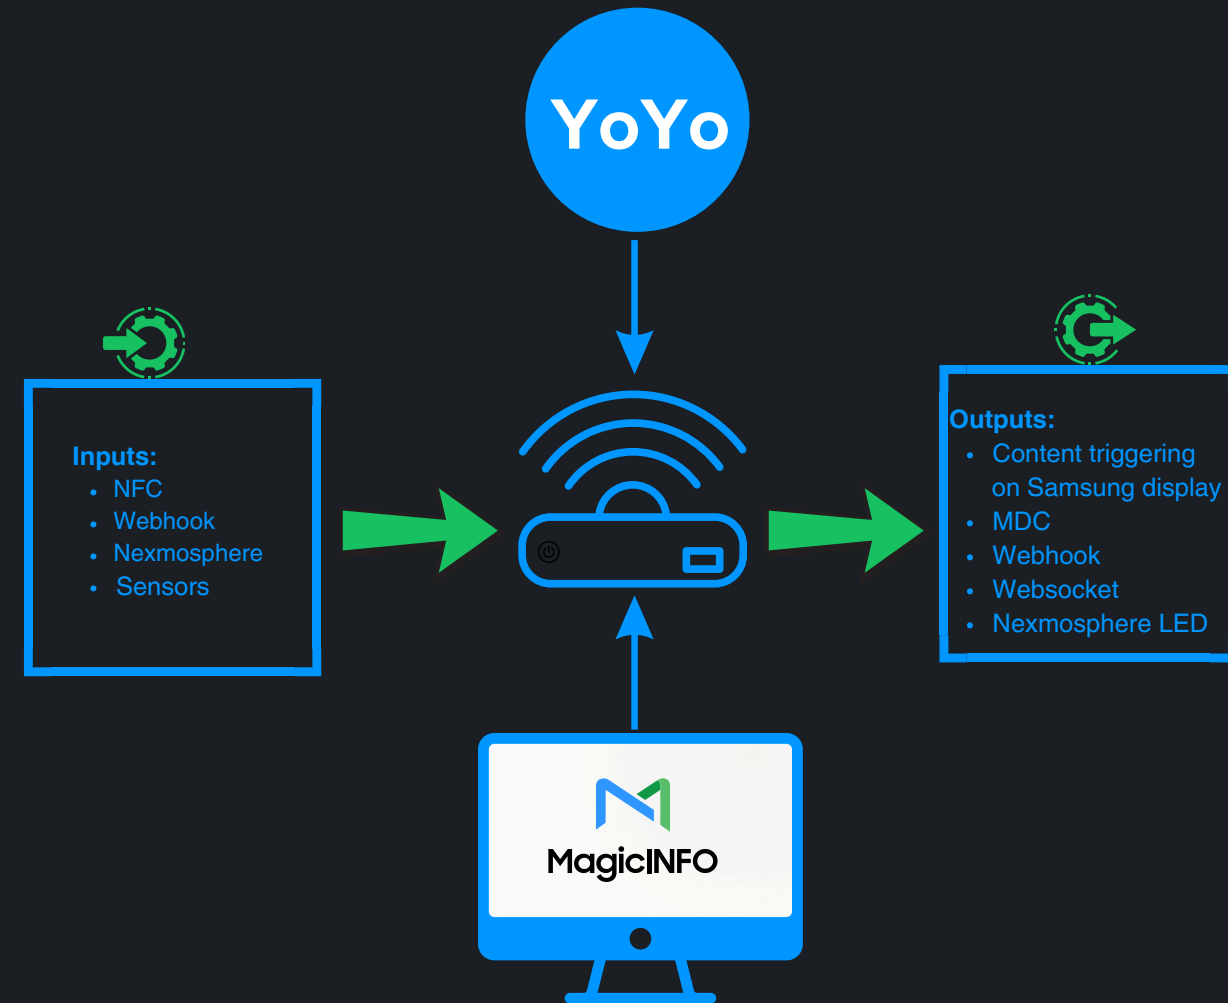 YoYo
Inputs:
• NFC
• Webhook
• Nexmosphere
• Sensors
Outputs:
• Content triggering
on Samsung display
• MDC
• Webhook
• Websocket
• Nexmosphere LED
MagicINFO